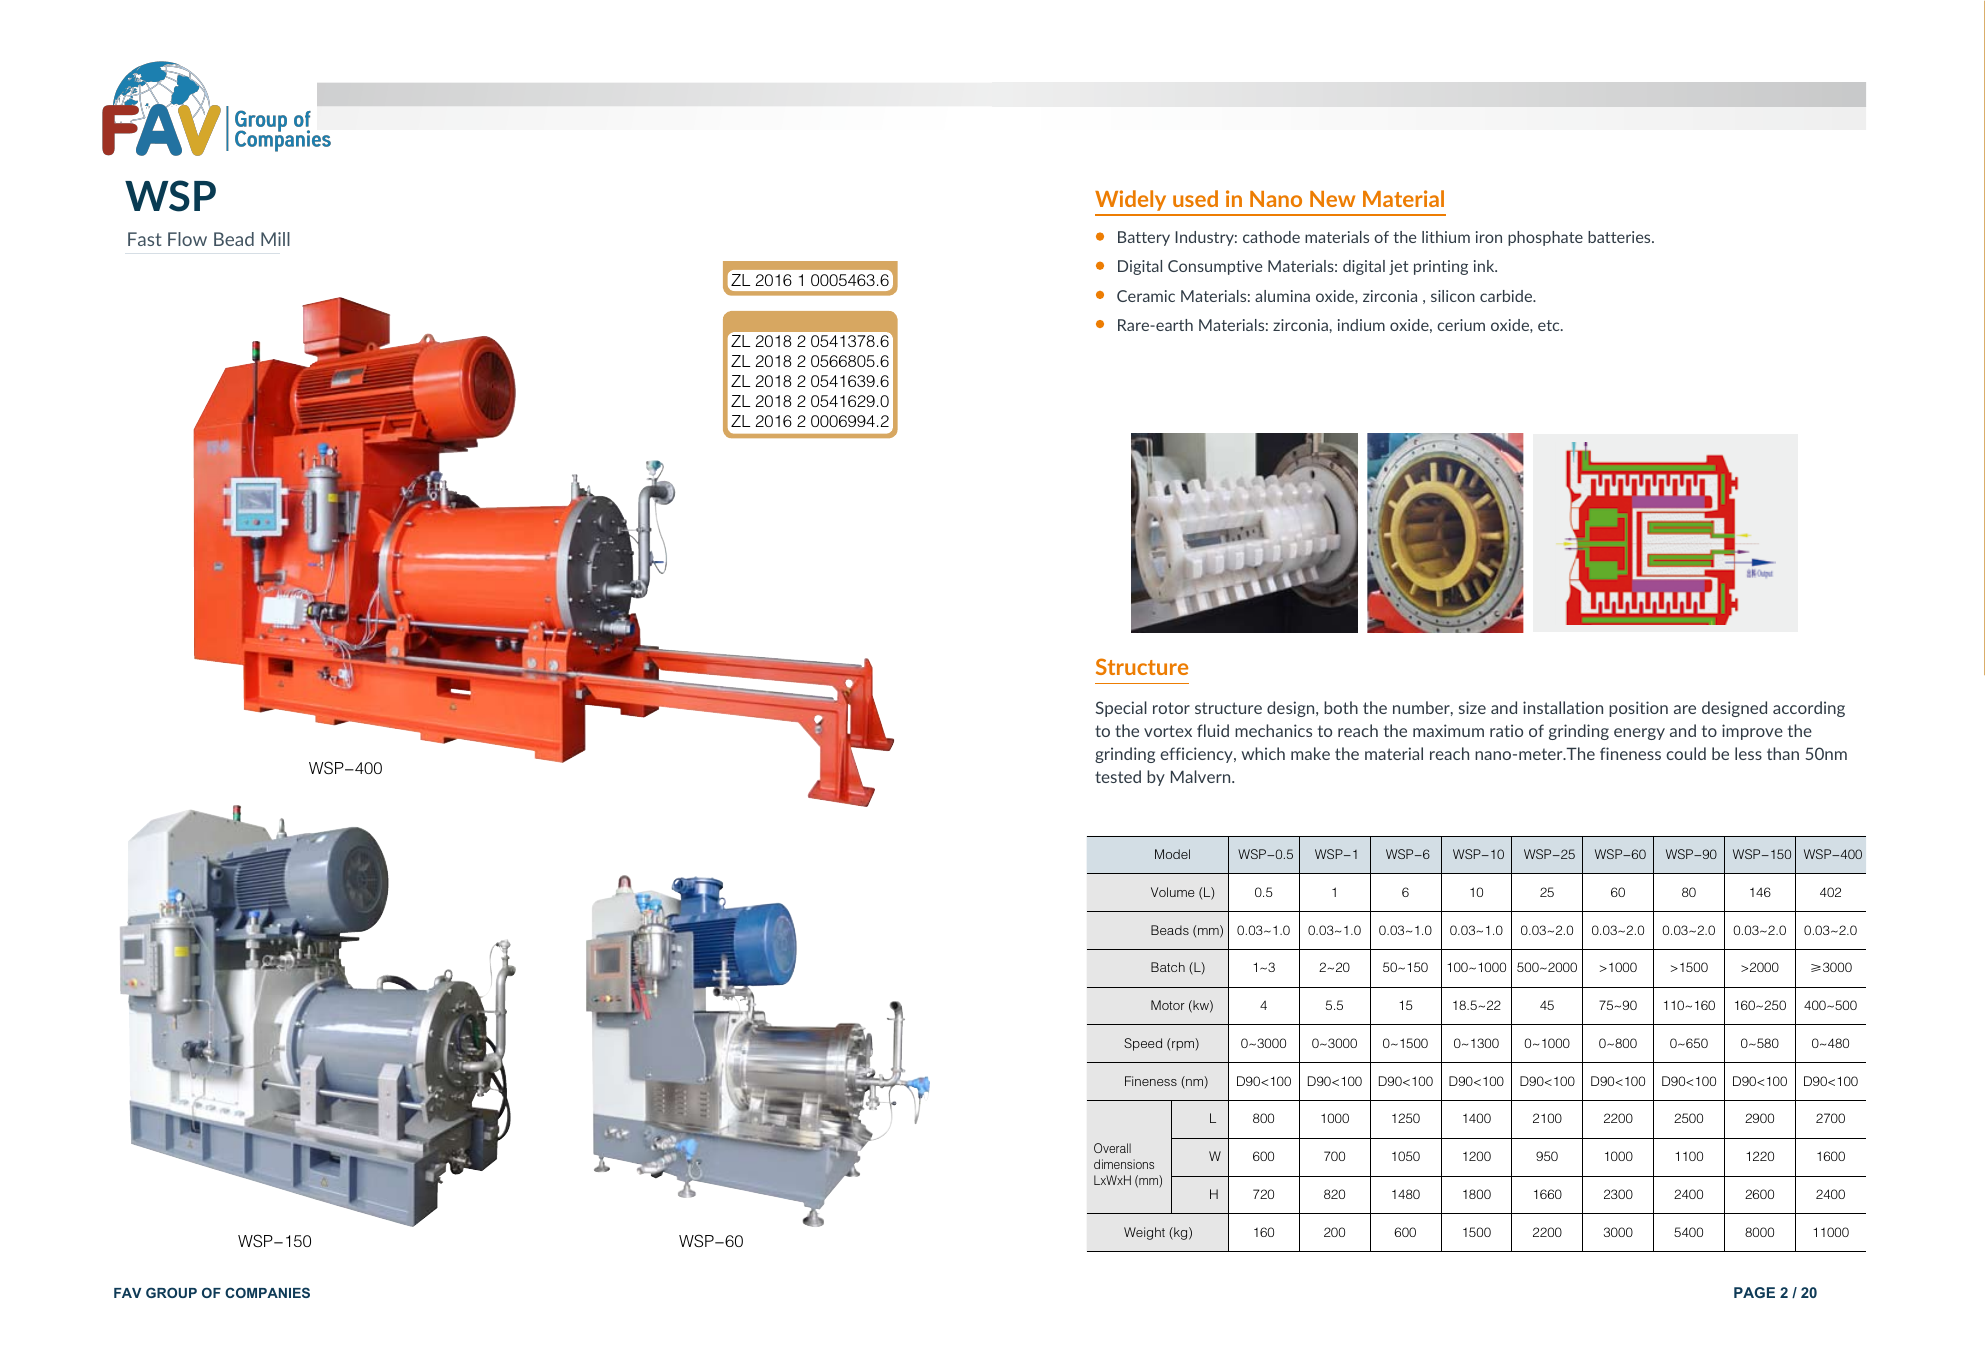 FAV
Group of
Companies
WSP
Fast Flow Bead Mill
ZL 2016 1 0005463.6
ZL 2018 2 0541378.6
ZL 2018 2 0566805.6
ZL 2018 2 0541639.6
ZL 2018 2 0541629.0
ZL 2016 2 0006994.2
WSP–400
WSP–150
WSP–60
Widely used in Nano New Material
Battery Industry: cathode materials of the lithium iron phosphate batteries.
Digital Consumptive Materials: digital jet printing ink.
Ceramic Materials: alumina oxide, zirconia , silicon carbide.
Rare-earth Materials: zirconia, indium oxide, cerium oxide, etc.
出料Output
Structure
Special rotor structure design, both the number, size and installation position are designed according
to the vortex fluid mechanics to reach the maximum ratio of grinding energy and to improve the
grinding efficiency, which make the material reach nano-meter.The fineness could be less than 50nm
tested by Malvern.
Model WSP–0.5 WSP–1 WSP–6 WSP–10 WSP–25 WSP–60 WSP–90 WSP–150 WSP–400
Volume (L) 0.5 1 6 10 25 60 80 146 402
Beads (mm) 0.03~1.0 0.03~1.0 0.03~1.0 0.03~1.0 0.03~2.0 0.03~2.0 0.03~2.0 0.03~2.0 0.03~2.0
Batch (L) 1~3 2~20 50~150 100~1000 500~2000 >1000 >1500 >2000 ≥3000
Motor (kw) 4 5.5 15 18.5~22 45 75~90 110~160 160~250 400~500
Speed (rpm) 0~3000 0~3000 0~1500 0~1300 0~1000 0~800 0~650 0~580 0~480
Fineness (nm) D90<100 D90<100 D90<100 D90<100 D90<100 D90<100 D90<100 D90<100 D90<100
Overall
dimensions
LxWxH (mm)
L 800 1000 1250 1400 2100 2200 2500 2900 2700
W 600 700 1050 1200 950 1000 1100 1220 1600
H 720 820 1480 1800 1660 2300 2400 2600 2400
Weight (kg) 160 200 600 1500 2200 3000 5400 8000 11000
FAV GROUP OF COMPANIES
PAGE 2 / 20